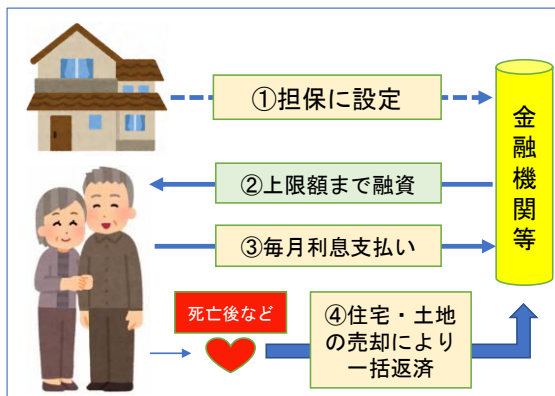 ①担保に設定
②上限額まで融資
③毎月利息支払い
死亡後など
④住宅・土地
の売却により
一括返済
金融機関等